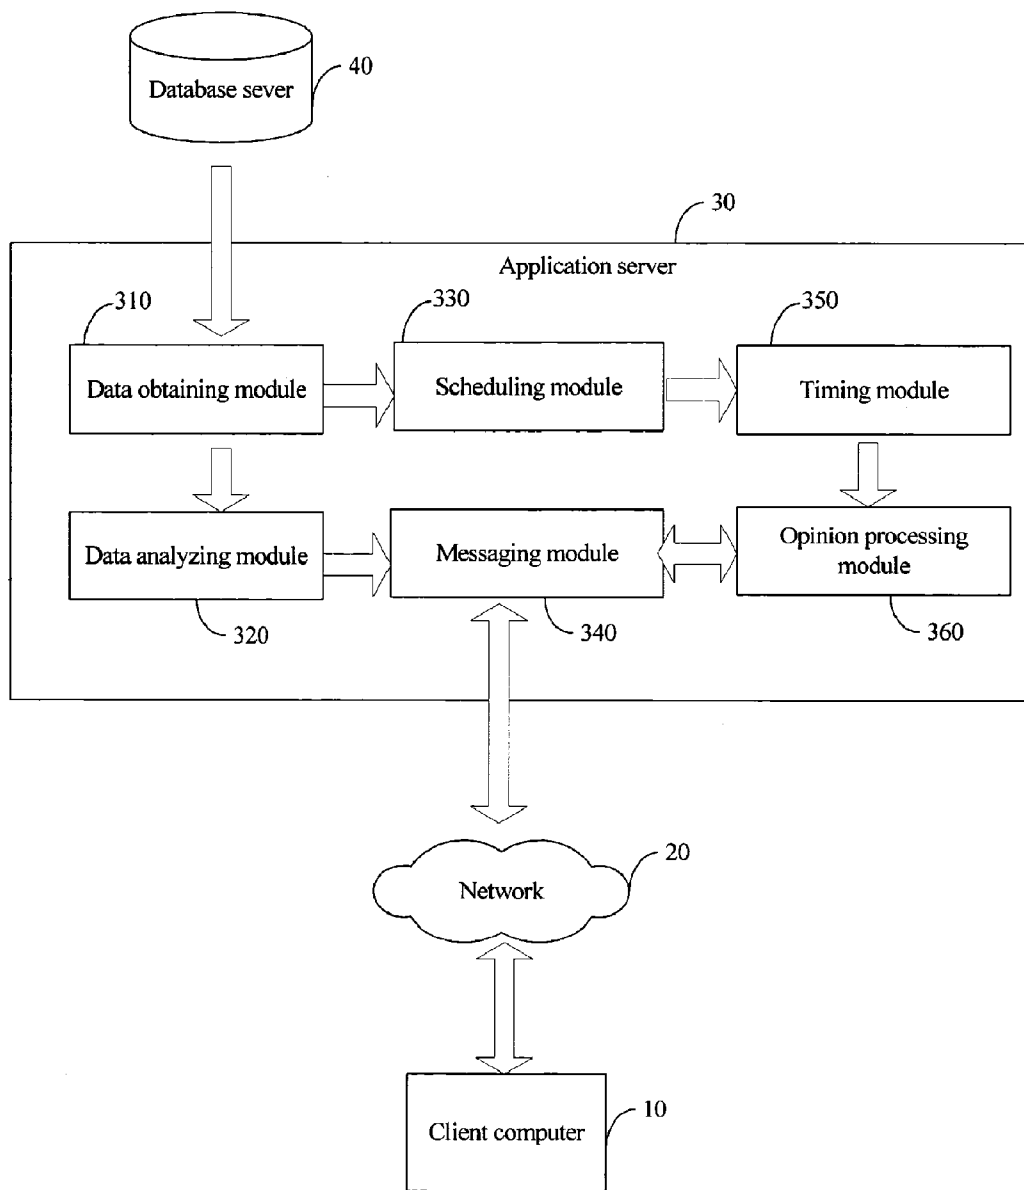 Database sever
40
30
Application server
310
330
350
Data obtaining module
Scheduling module
Timing module
Data analyzing module
Messaging module
Opinion processing
module
320
340
360
20
Network
10
Client computer